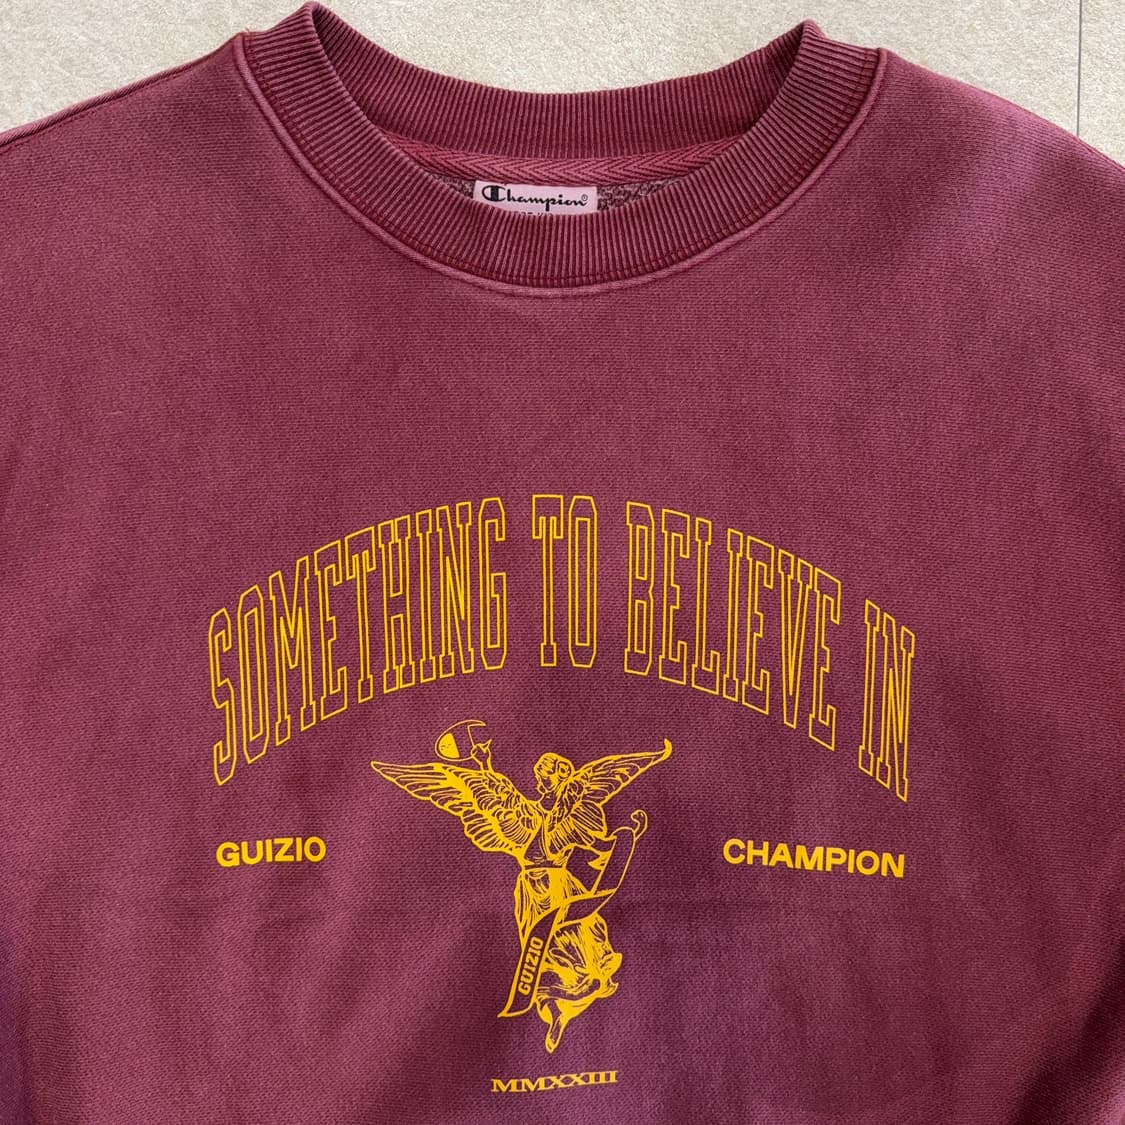 Champion®
SOMETHING TO BELIEVE IN
GUIZIO
CHAMPION
GUIZIO
MMXXIII